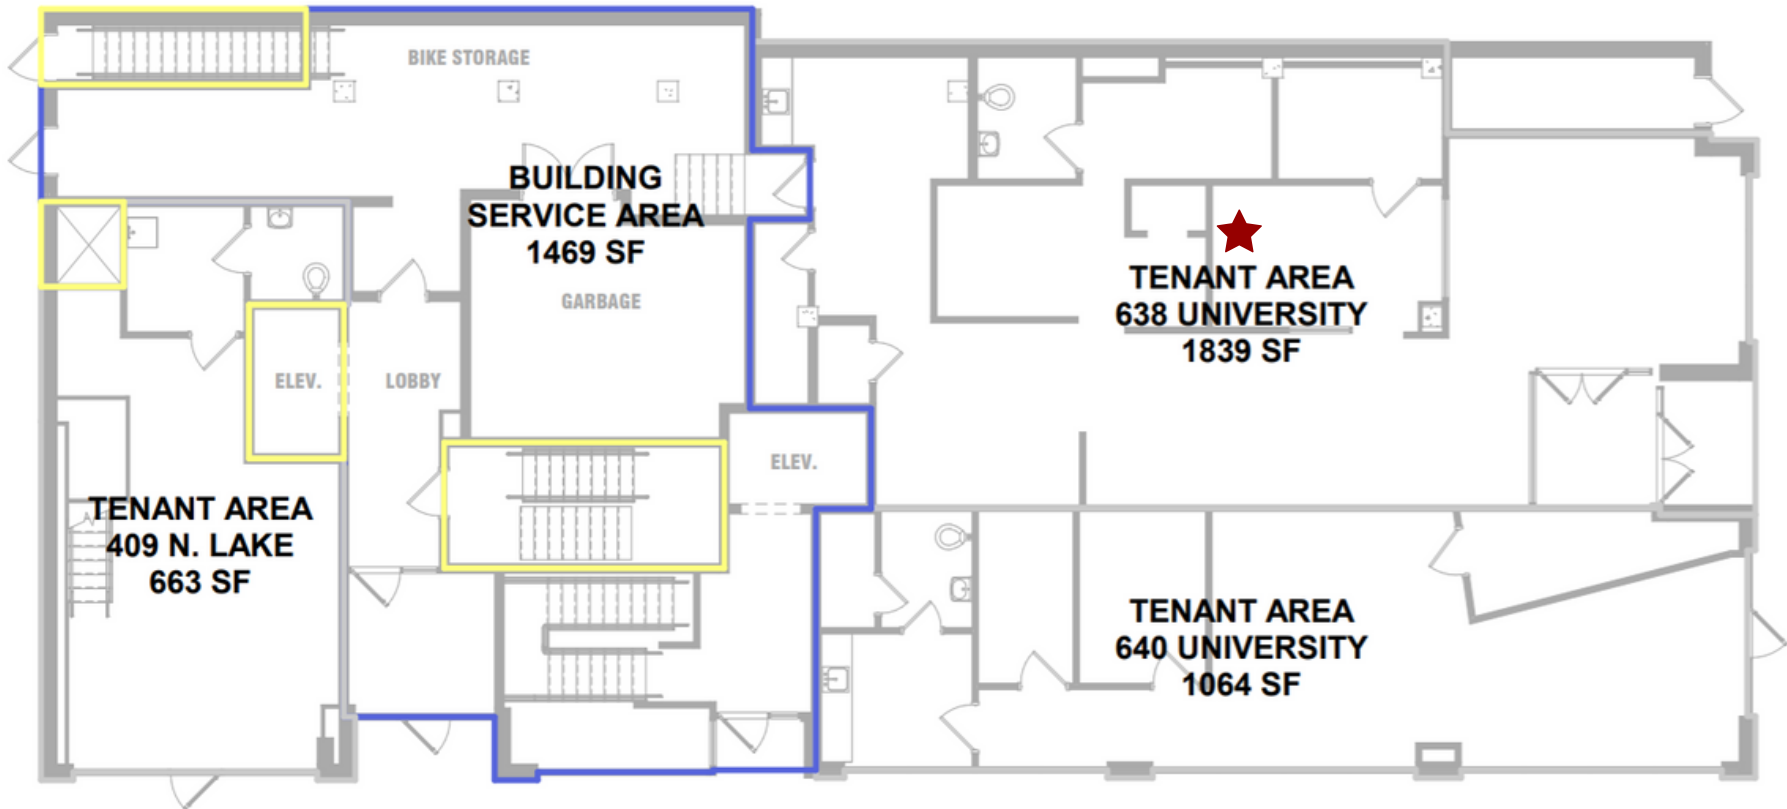 BIKE STORAGE
BUILDING
SERVICE AREA
1469 SF
GARBAGE
TENANT AREA
638 UNIVERSITY
1839 SF
ELEV.
LOBBY
ELEV.
TENANT AREA
409 N. LAKE
663 SF
TENANT AREA
640 UNIVERSITY
1064 SF